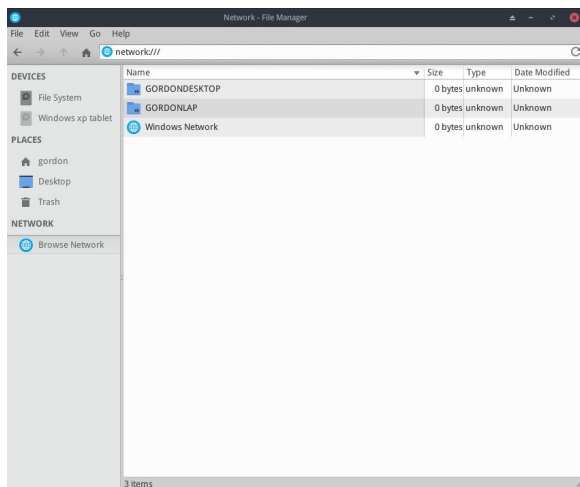 Network - File Manager
File Edit View Go Help
network:///
DEVICES
File System
Windows xp tablet
PLACES
gordon
Desktop
Trash
NETWORK
Browse Network
Name Size Type Date Modified
GORDONDESKTOP 0 bytes unknown Unknown
GORDONLAP 0 bytes unknown Unknown
Windows Network 0 bytes unknown Unknown
3 items